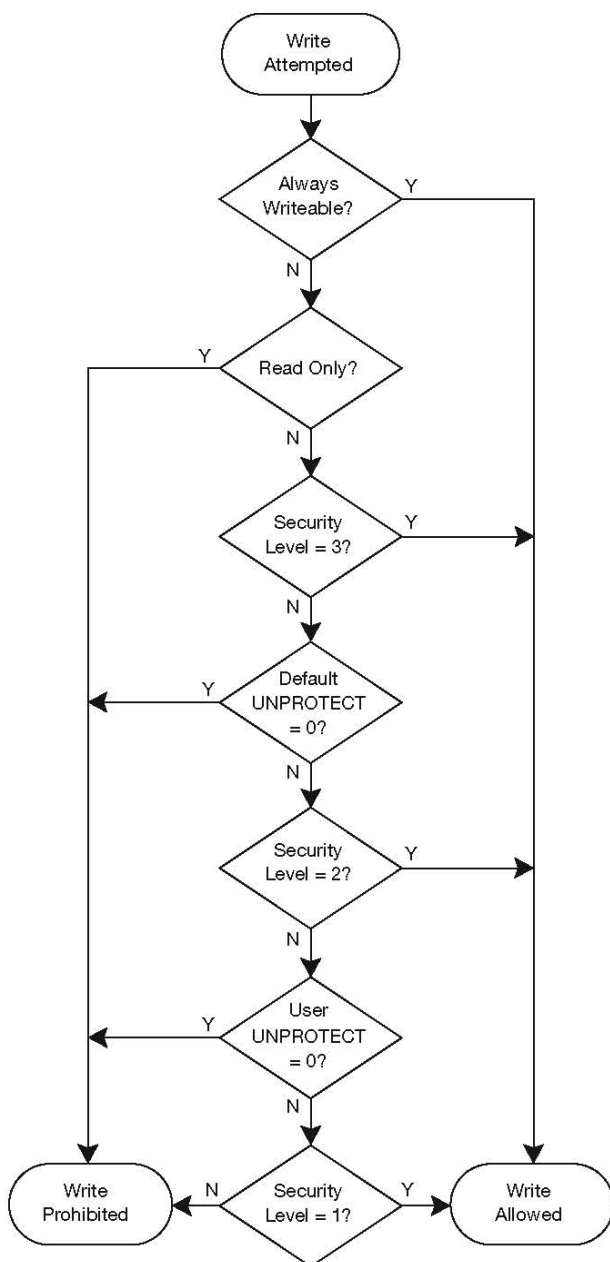 Write
Attempted
Always
Writeable?
Y
N
Y
Read Only?
N
Security
Level = 3?
Y
N
Default
UNPROTECT
= 0?
Y
N
Security
Level = 2?
Y
N
User
UNPROTECT
= 0?
Y
N
Write
Prohibited
N
Security
Level = 1?
Y
Write
Allowed